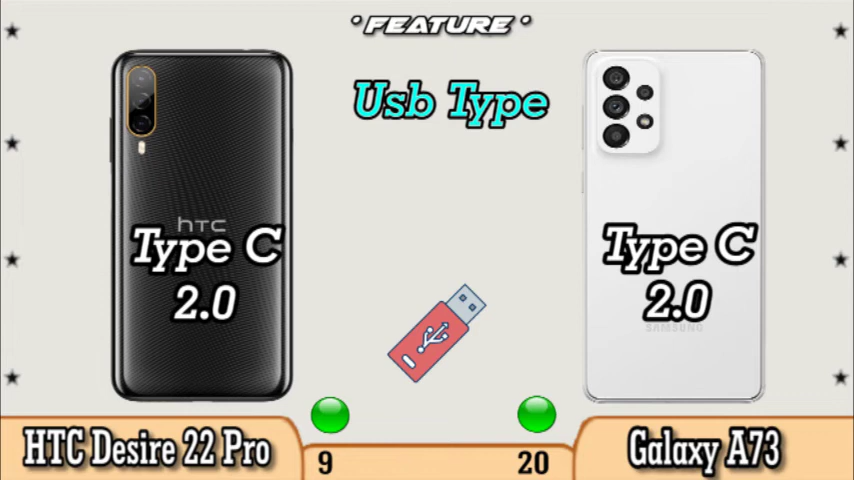 * FEATURE *
Usb Type
hTC
Type C
2.0
Type C
2.0
SAMSUNG
HTC Desire 22 Pro
9
20
Galaxy A73